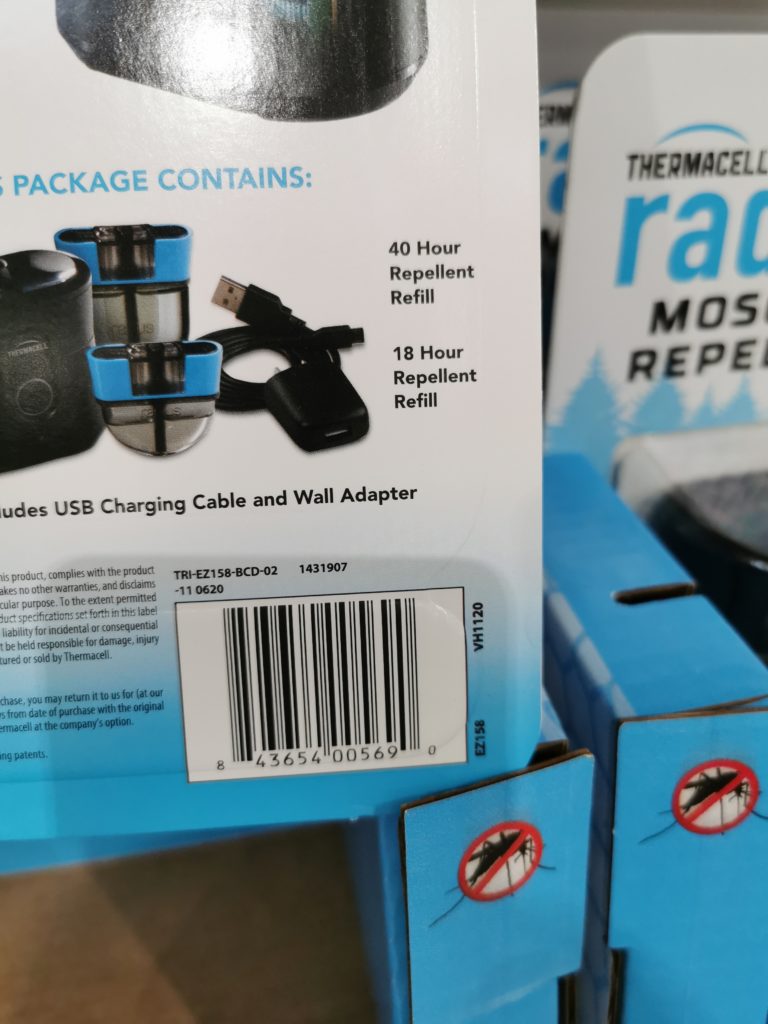 PACKAGE CONTAINS:
40 Hour
Repellent
Refill
18 Hour
Repellent
Refill
THERMACELL
udes USB Charging Cable and Wall Adapter
his product, complies with the product
akes no other warranties, and disclaims
cular purpose. To the extent permitted
duct specifications set forth in this label
liability for incidental or consequential
t be held responsible for damage, injury
tured or sold by Thermacell.
chase, you may return it to us for (at our
s from date of purchase with the original
ermacell at the company's option.
ing patents.
TRI-EZ158-BCD-02 1431907
-11 0620
VH1120
EZ158
8 43654 00569 0
THERMACELL
rad
MOS
REPEL